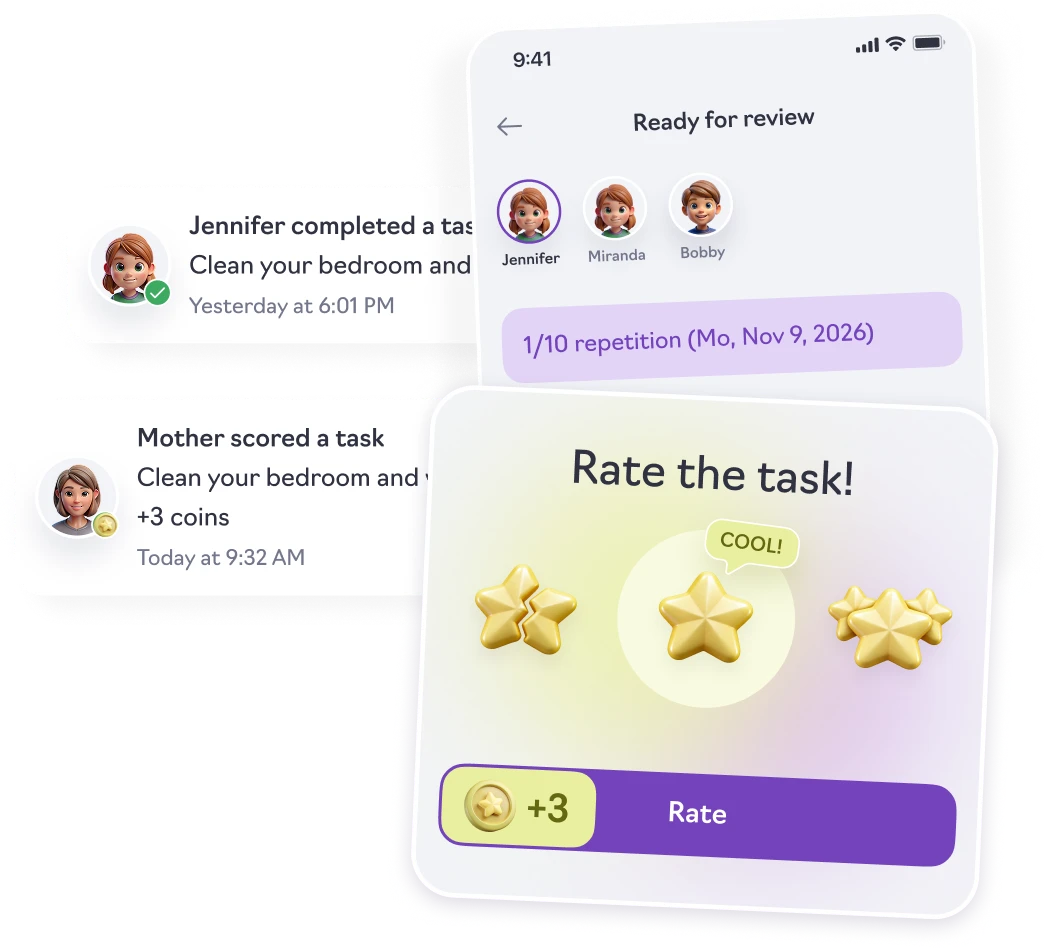 9:41
Ready for review
Jennifer
Miranda
Bobby
1/10 repetition (Mo, Nov 9, 2026)
Jennifer completed a
Clean your bedroom and
Yesterday at 6:01 PM
Mother scored a task
Clean your bedroom and
+3 coins
Today at 9:32 AM
Rate the task!
COOL!
+3
Rate